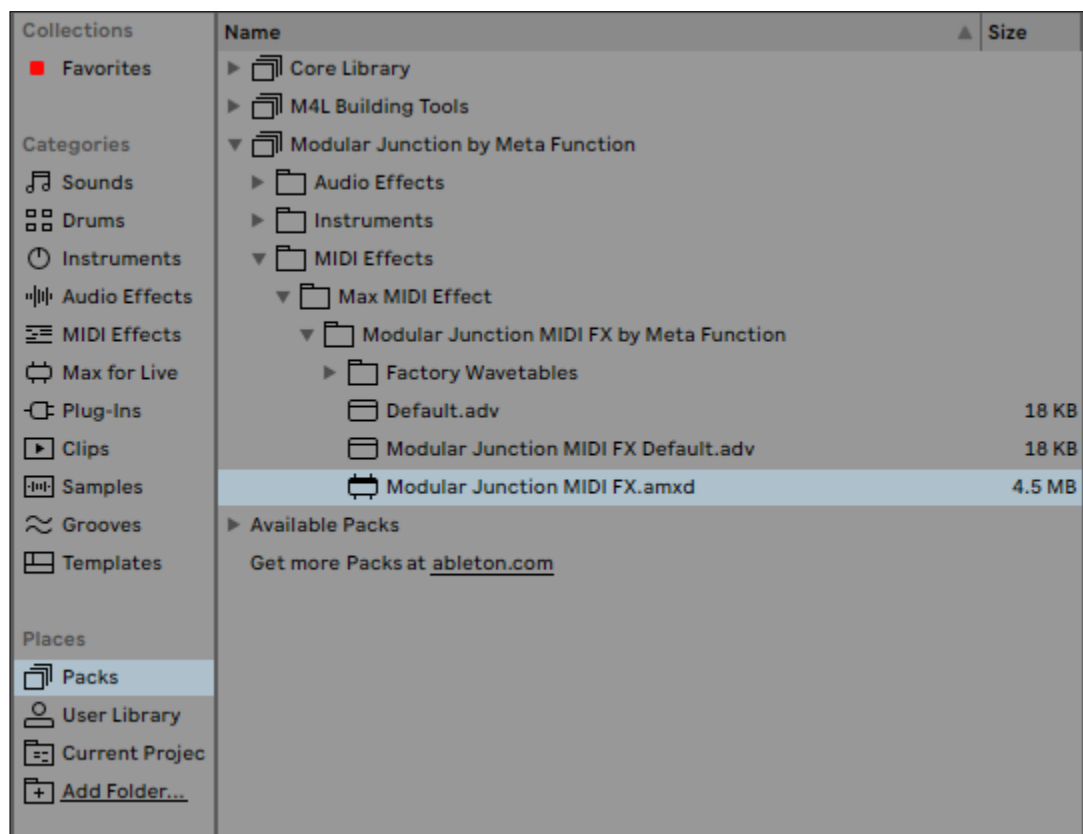 Collections
Favorites
Categories
Sounds
Drums
Instruments
Audio Effects
MIDI Effects
Max for Live
Plug-Ins
Clips
Samples
Grooves
Templates
Places
Packs
User Library
Current Projec
Add Folder...
Name Size
Core Library
M4L Building Tools
Modular Junction by Meta Function
Audio Effects
Instruments
MIDI Effects
Max MIDI Effect
Modular Junction MIDI FX by Meta Function
Factory Wavetables
Default.adv 18 KB
Modular Junction MIDI FX Default.adv 18 KB
Modular Junction MIDI FX.amxd 4.5 MB
Available Packs
Get more Packs at ableton.com